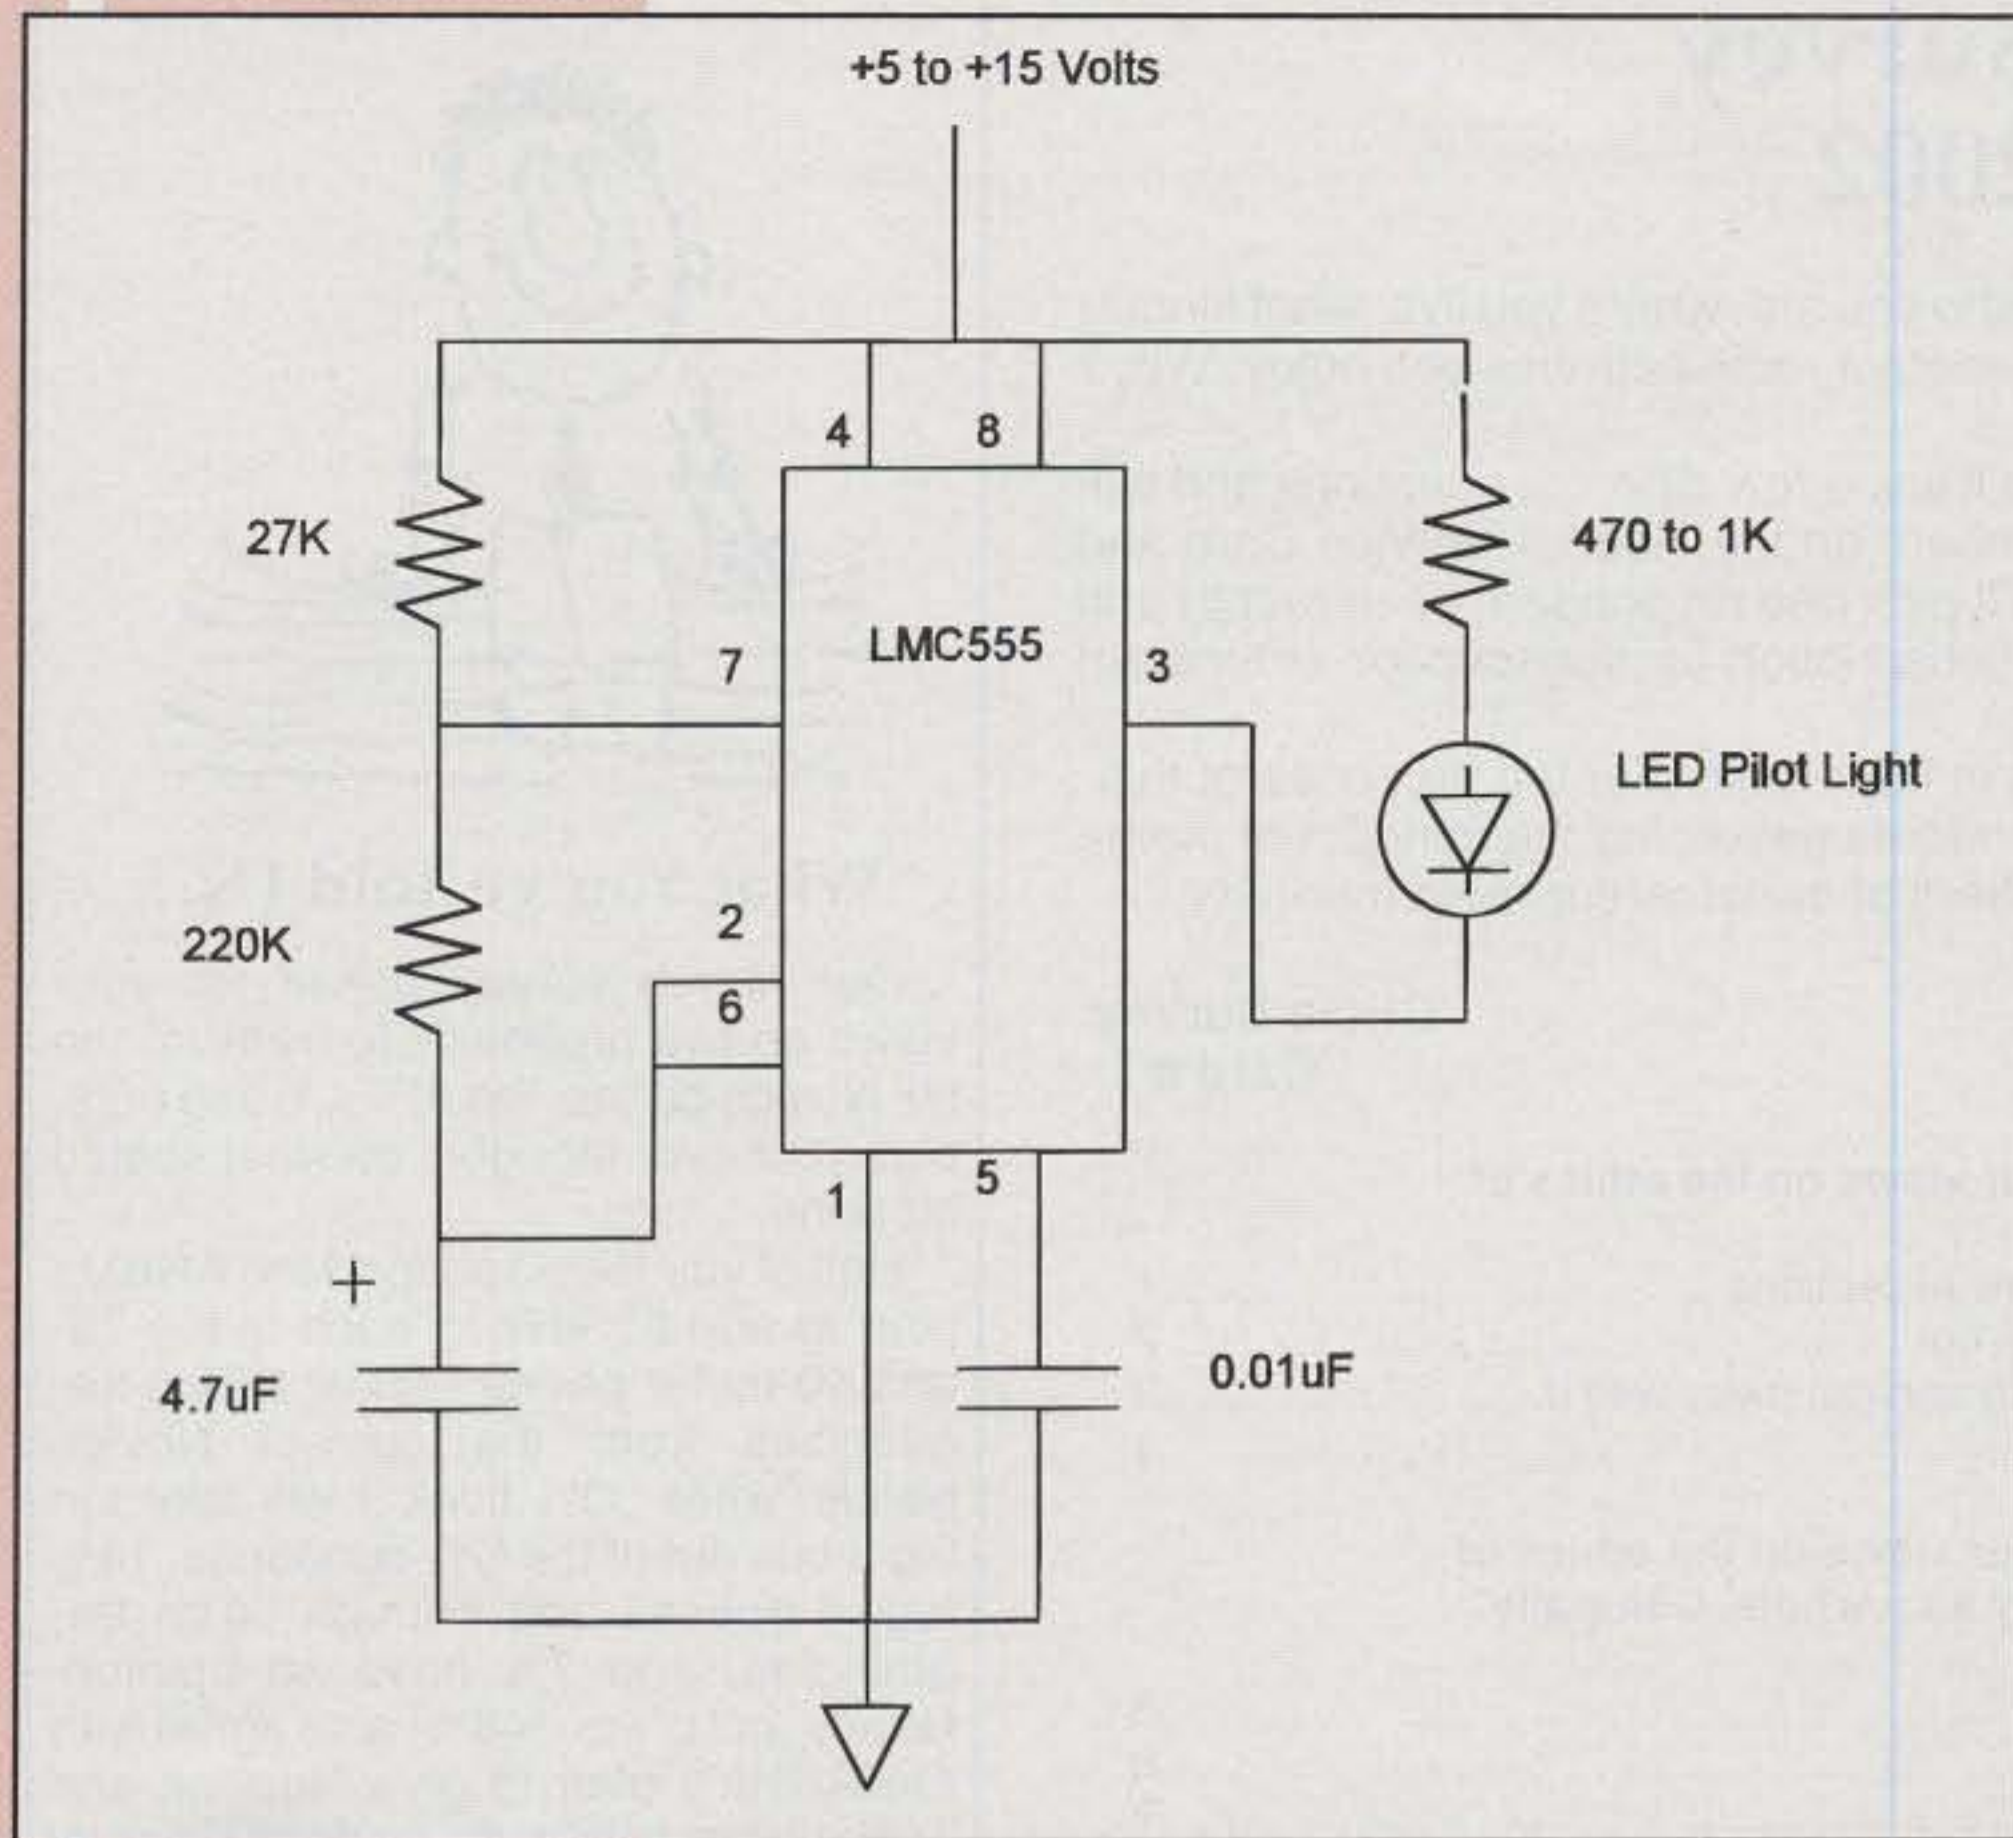 +5 to +15 Volts
4
8
27K
470 to 1K
LMC555
7
3
LED Pilot Light
2
220K
6
5
1
+
4.7uF
0.01uF